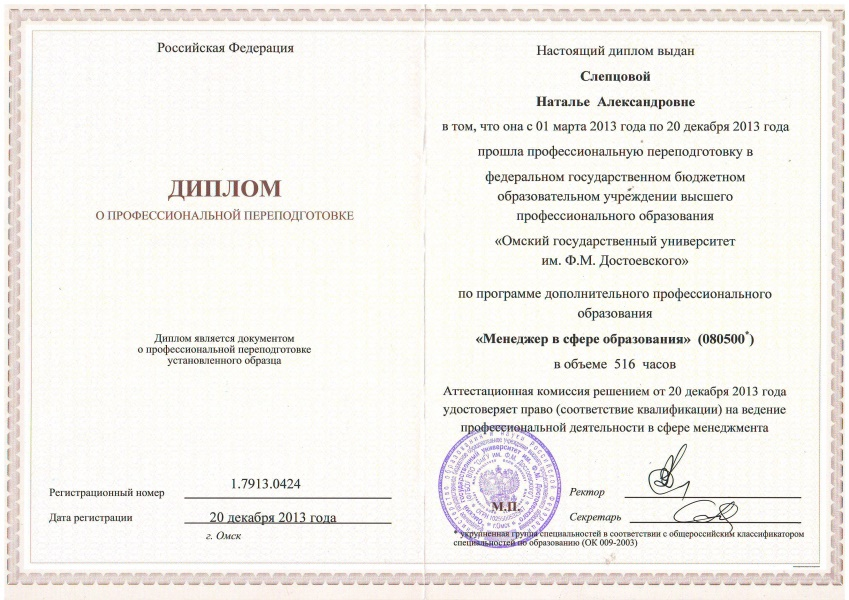 Российская Федерация
ДИПЛОМ
О ПРОФЕССИОНАЛЬНОЙ ПЕРЕПОДГОТОВКЕ
Диплом является документом
о профессиональной переподготовке
установленного образца
Регистрационный номер 1.7913.0424
Дата регистрации 20 декабря 2013 года
г. Омск
Настоящий диплом выдан
Слепцовой
Наталье Александровне
в том, что она с 01 марта 2013 года по 20 декабря 2013 года
прошла профессиональную переподготовку в
федеральном государственном бюджетном
образовательном учреждении высшего
профессионального образования
«Омский государственный университет
им. Ф.М. Достоевского»
по программе дополнительного профессионального
образования
«Менеджер в сфере образования» (080500*)
в объеме 516 часов
Аттестационная комиссия решением от 20 декабря 2013 года
удостоверяет право (соответствие квалификации) на ведение
профессиональной деятельности в сфере менеджмента
М.П.
Ректор
Секретарь
* укрупненная группа специальностей в соответствии с общероссийским классификатором
специальностей по образованию (ОК 009-2003)